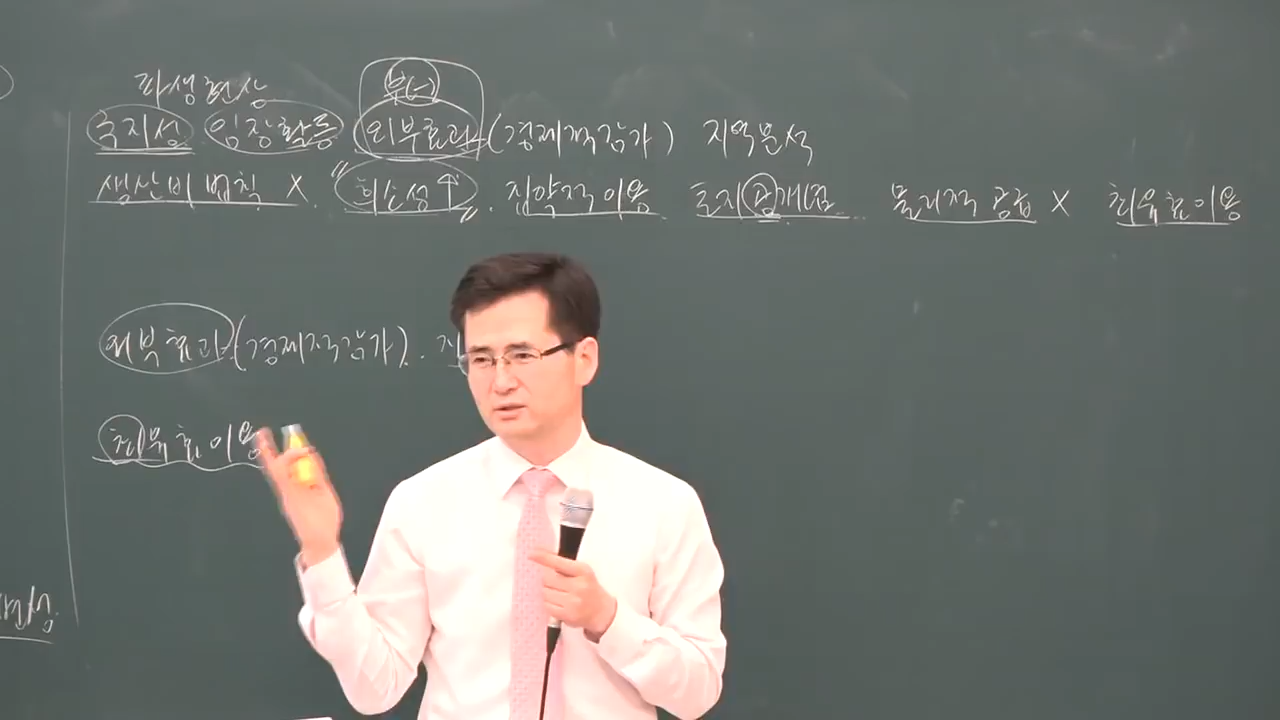 파생현상
부(-)
국지성 임장활동 외부효과 (경제적감가) 지역분석
생산비 법칙 X. "희소성↑". 집약적 이용 토지공개념 물리적 공급 X 최유효이용
외부효과 (경제적감가).
최유효이용